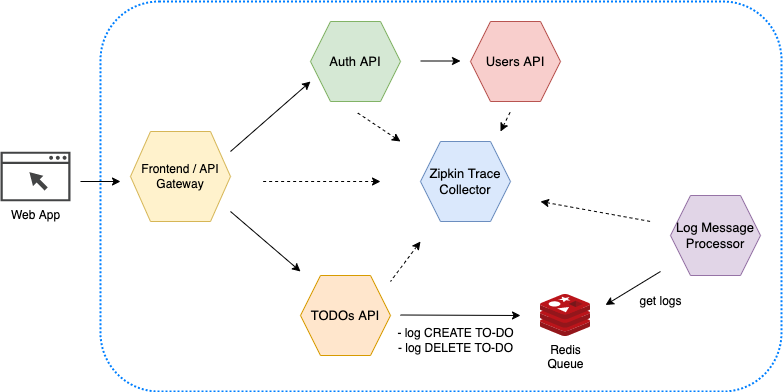 Auth API
Users API
Frontend / API
Gateway
Zipkin Trace
Collector
Web App
Log Message
Processor
TODOs API
- log CREATE TO-DO
- log DELETE TO-DO
get logs
Redis
Queue